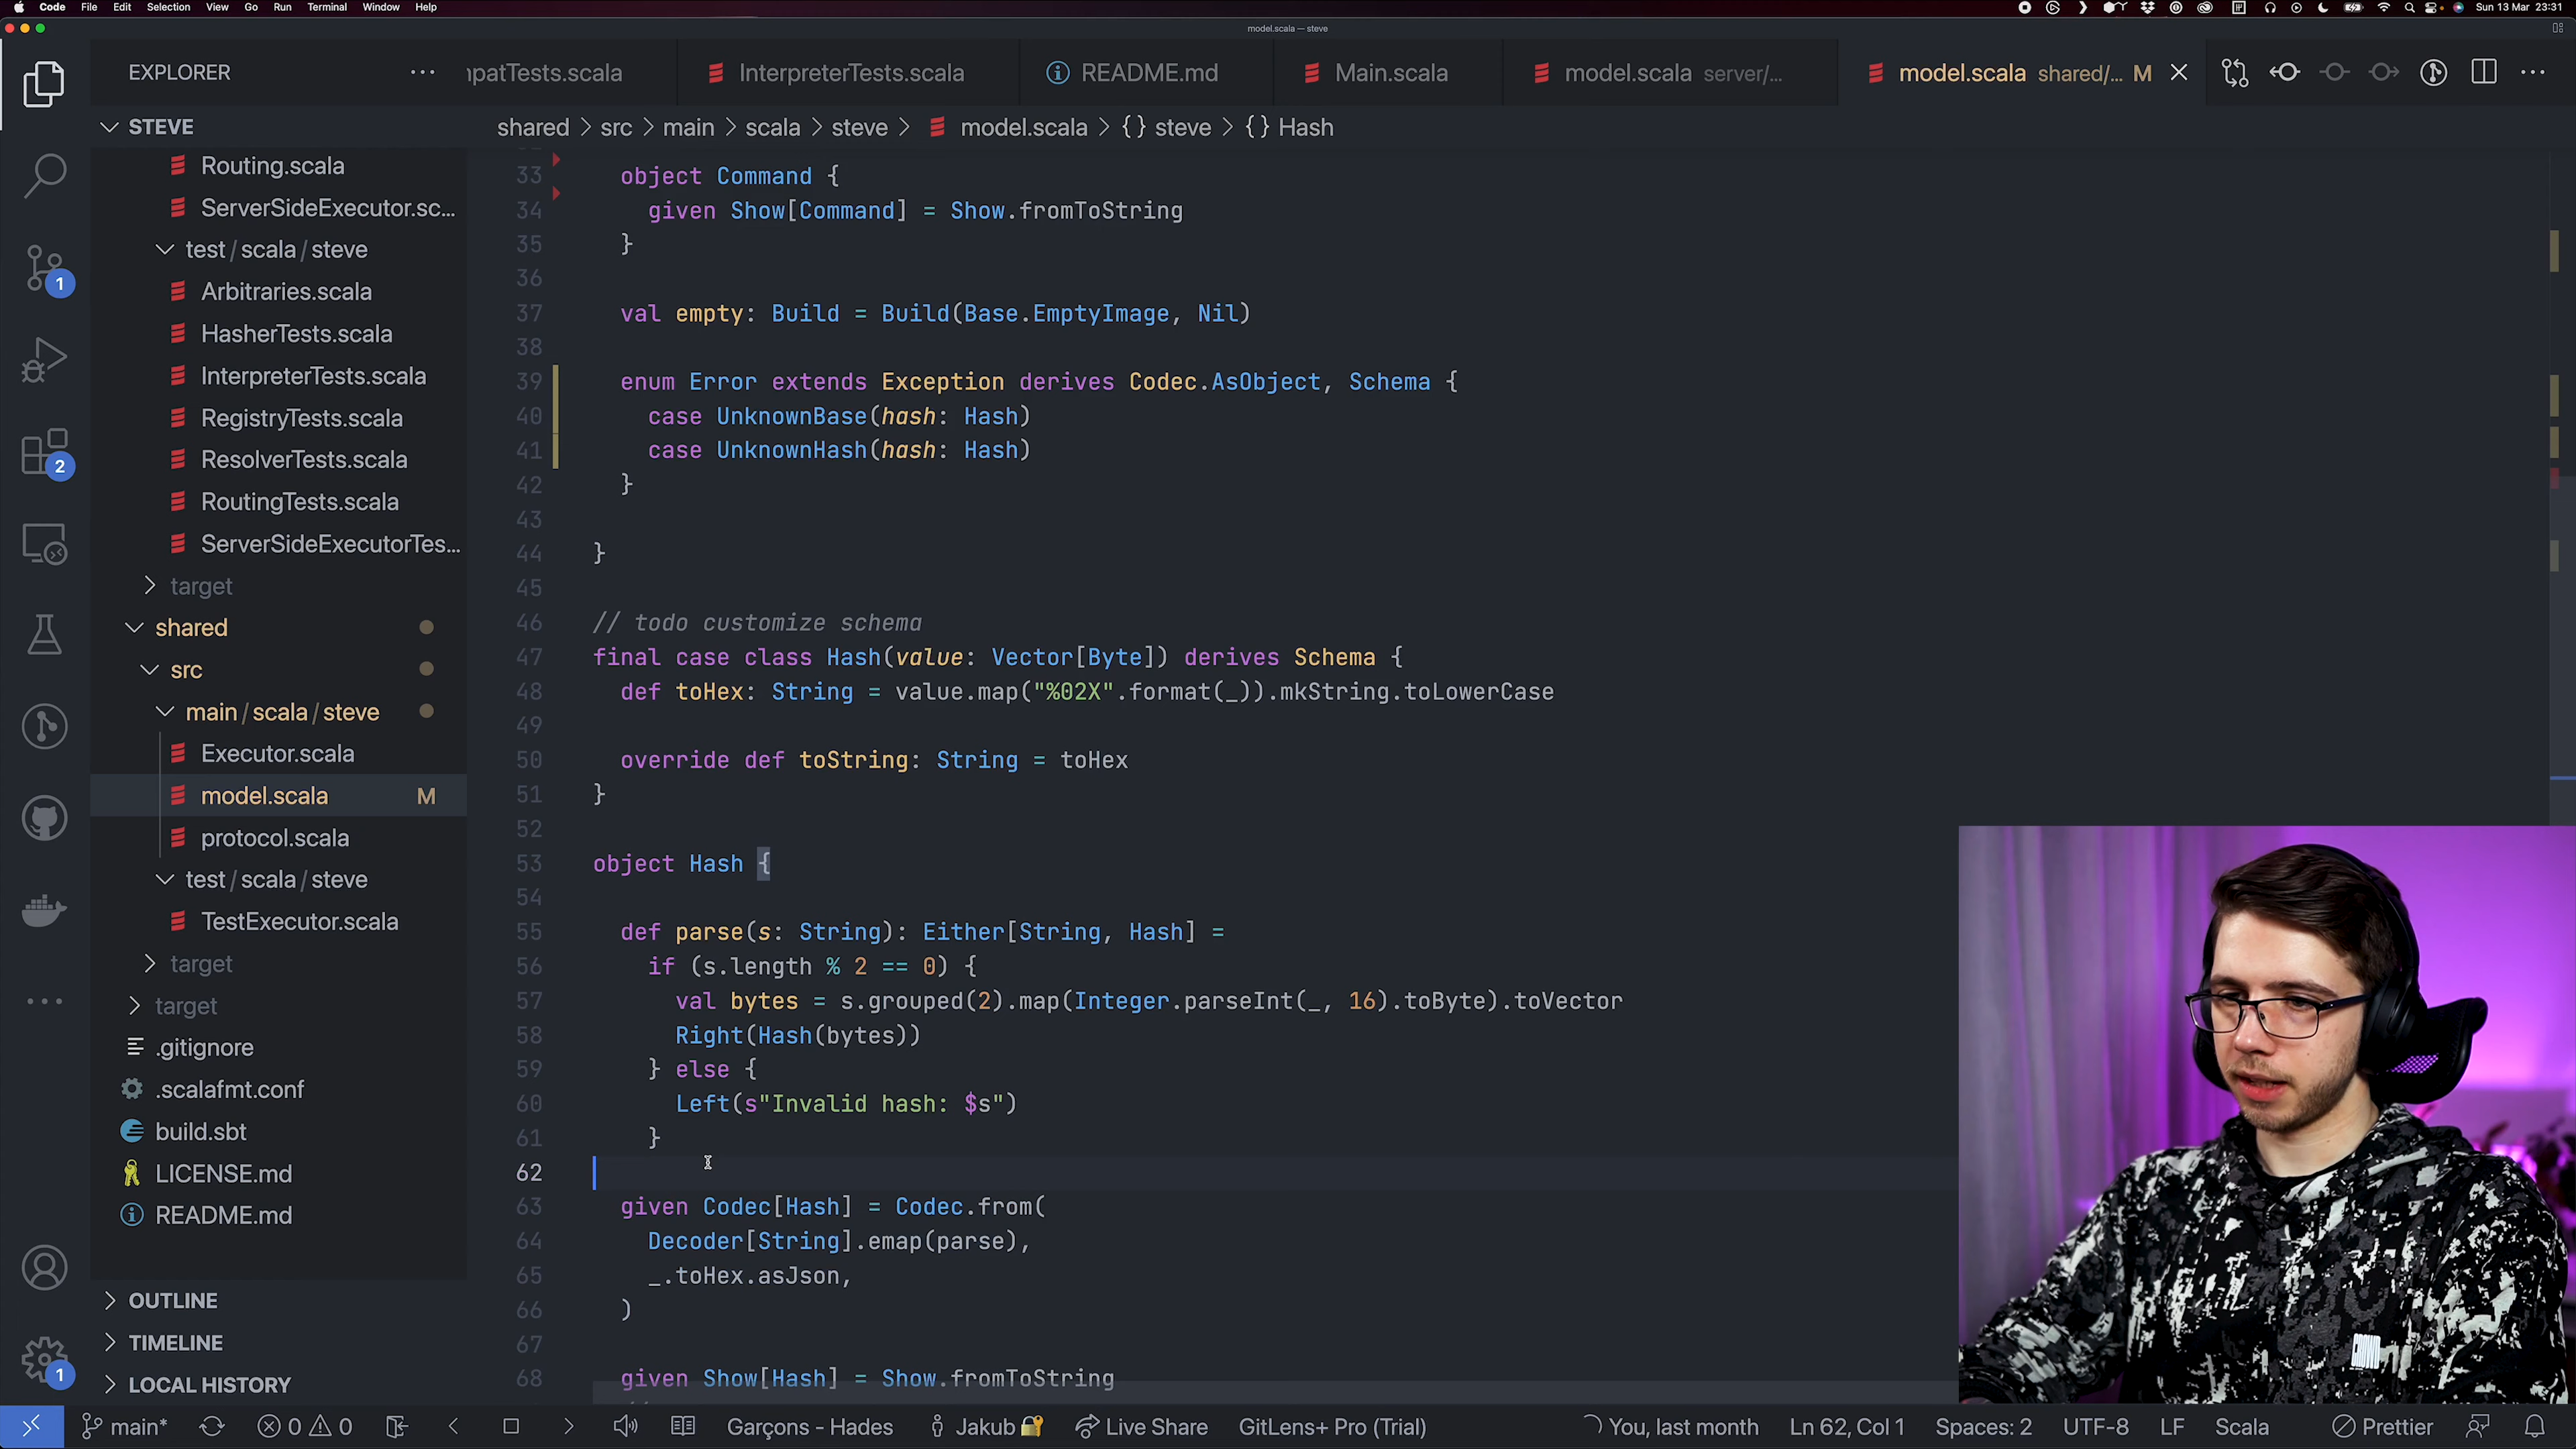 Code File Edit Selection View Go Run Terminal Window Help Sun 13 Mar 23:31
model.scala — steve
EXPLORER ··· npatTests.scala InterpreterTests.scala README.md Main.scala model.scala server/... model.scala shared/... M
STEVE
shared > src > main > scala > steve > model.scala > {} steve > {} Hash
Routing.scala
ServerSideExecutor.sc...
test / scala / steve
Arbitraries.scala
HasherTests.scala
InterpreterTests.scala
RegistryTests.scala
ResolverTests.scala
RoutingTests.scala
ServerSideExecutorTes...
target
shared
src
main / scala / steve
Executor.scala
model.scala M
protocol.scala
test / scala / steve
TestExecutor.scala
target
target
.gitignore
.scalafmt.conf
build.sbt
LICENSE.md
README.md
OUTLINE
TIMELINE
LOCAL HISTORY
1
2
1
33 object Command {
34 given Show[Command] = Show.fromToString
35 }
36
37 val empty: Build = Build(Base.EmptyImage, Nil)
38
39 enum Error extends Exception derives Codec.AsObject, Schema {
40 case UnknownBase(hash: Hash)
41 case UnknownHash(hash: Hash)
42 }
43
44 }
45
46 // todo customize schema
47 final case class Hash(value: Vector[Byte]) derives Schema {
48 def toHex: String = value.map("%02X".format(_)).mkString.toLowerCase
49
50 override def toString: String = toHex
51 }
52
53 object Hash {
54
55 def parse(s: String): Either[String, Hash] =
56 if (s.length % 2 == 0) {
57 val bytes = s.grouped(2).map(Integer.parseInt(_, 16).toByte).toVector
58 Right(Hash(bytes))
59 } else {
60 Left(s"Invalid hash: $s")
61 }
62
63 given Codec[Hash] = Codec.from(
64 Decoder[String].emap(parse),
65 _.toHex.asJson,
66 )
67
68 given Show[Hash] = Show.fromToString
main* 0 0 Garçons - Hades Jakub Live Share GitLens+ Pro (Trial) You, last month Ln 62, Col 1 Spaces: 2 UTF-8 LF Scala Prettier